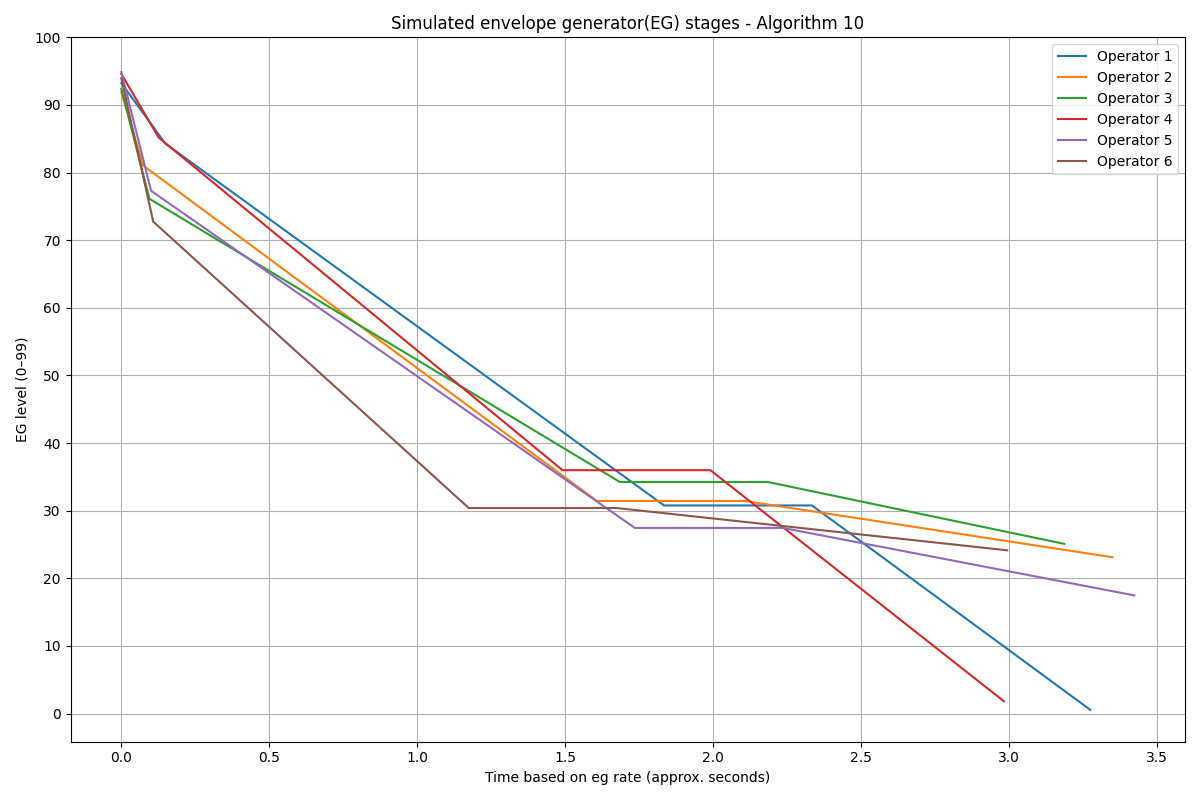 Simulated envelope generator(EG) stages - Algorithm 10
EG level (0–99)
100
90
80
70
60
50
40
30
20
10
0
Operator 1
Operator 2
Operator 3
Operator 4
Operator 5
Operator 6
0.0 0.5 1.0 1.5 2.0 2.5 3.0 3.5
Time based on eg rate (approx. seconds)